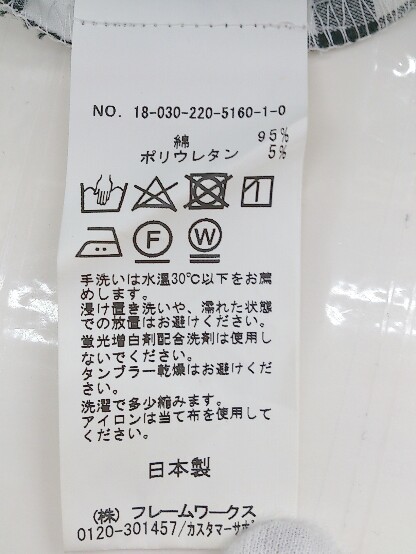 NO. 18-030-220-5160-1-0
綿 95%
ポリウレタン 5%
F W
手洗いは水温30℃以下をお薦
めします。
浸け置き洗いや、濡れた状態
での放置はお避けください。
蛍光増白剤配合洗剤は使用し
ないでください。
タンブラー乾燥はお避けくだ
さい。
洗濯で多少縮みます。
アイロンは当て布を使用して
ください。
日本製
(株) フレームワークス
0120-301457/カスタマーサポ